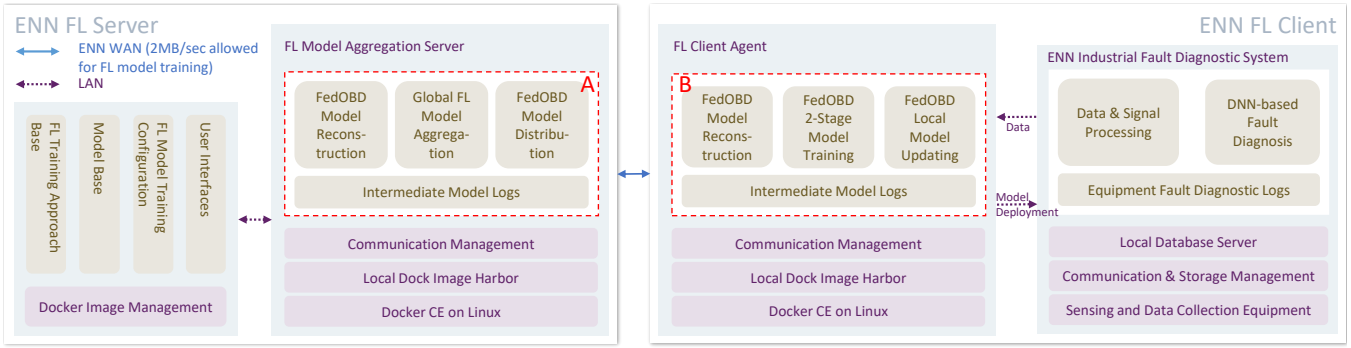 ENN FL Server
ENN WAN (2MB/sec allowed
for FL model training)
LAN
FL Training Approach
Base
Model Base
FL Model Training
Configuration
User Interfaces
Docker Image Management
FL Model Aggregation Server
A
FedOBD
Model
Recons-
truction
Global FL
Model
Aggrega-
tion
FedOBD
Model
Distribu-
tion
Intermediate Model Logs
Communication Management
Local Dock Image Harbor
Docker CE on Linux
ENN FL Client
FL Client Agent
B
FedOBD
Model
Recons-
truction
FedOBD
2-Stage
Model
Training
FedOBD
Local
Model
Updating
Intermediate Model Logs
Communication Management
Local Dock Image Harbor
Docker CE on Linux
Data
Model
Deployment
ENN Industrial Fault Diagnostic System
Data & Signal
Processing
DNN-based
Fault
Diagnosis
Equipment Fault Diagnostic Logs
Local Database Server
Communication & Storage Management
Sensing and Data Collection Equipment